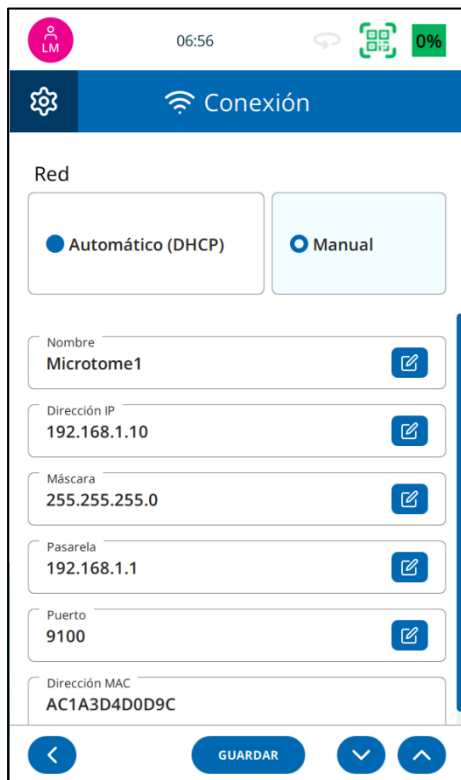 LM
06:56
0%
Conexión
Red
Automático (DHCP)
Manual
Nombre
Microtome1
Dirección IP
192.168.1.10
Máscara
255.255.255.0
Pasarela
192.168.1.1
Puerto
9100
Dirección MAC
AC1A3D4D0D9C
GUARDAR